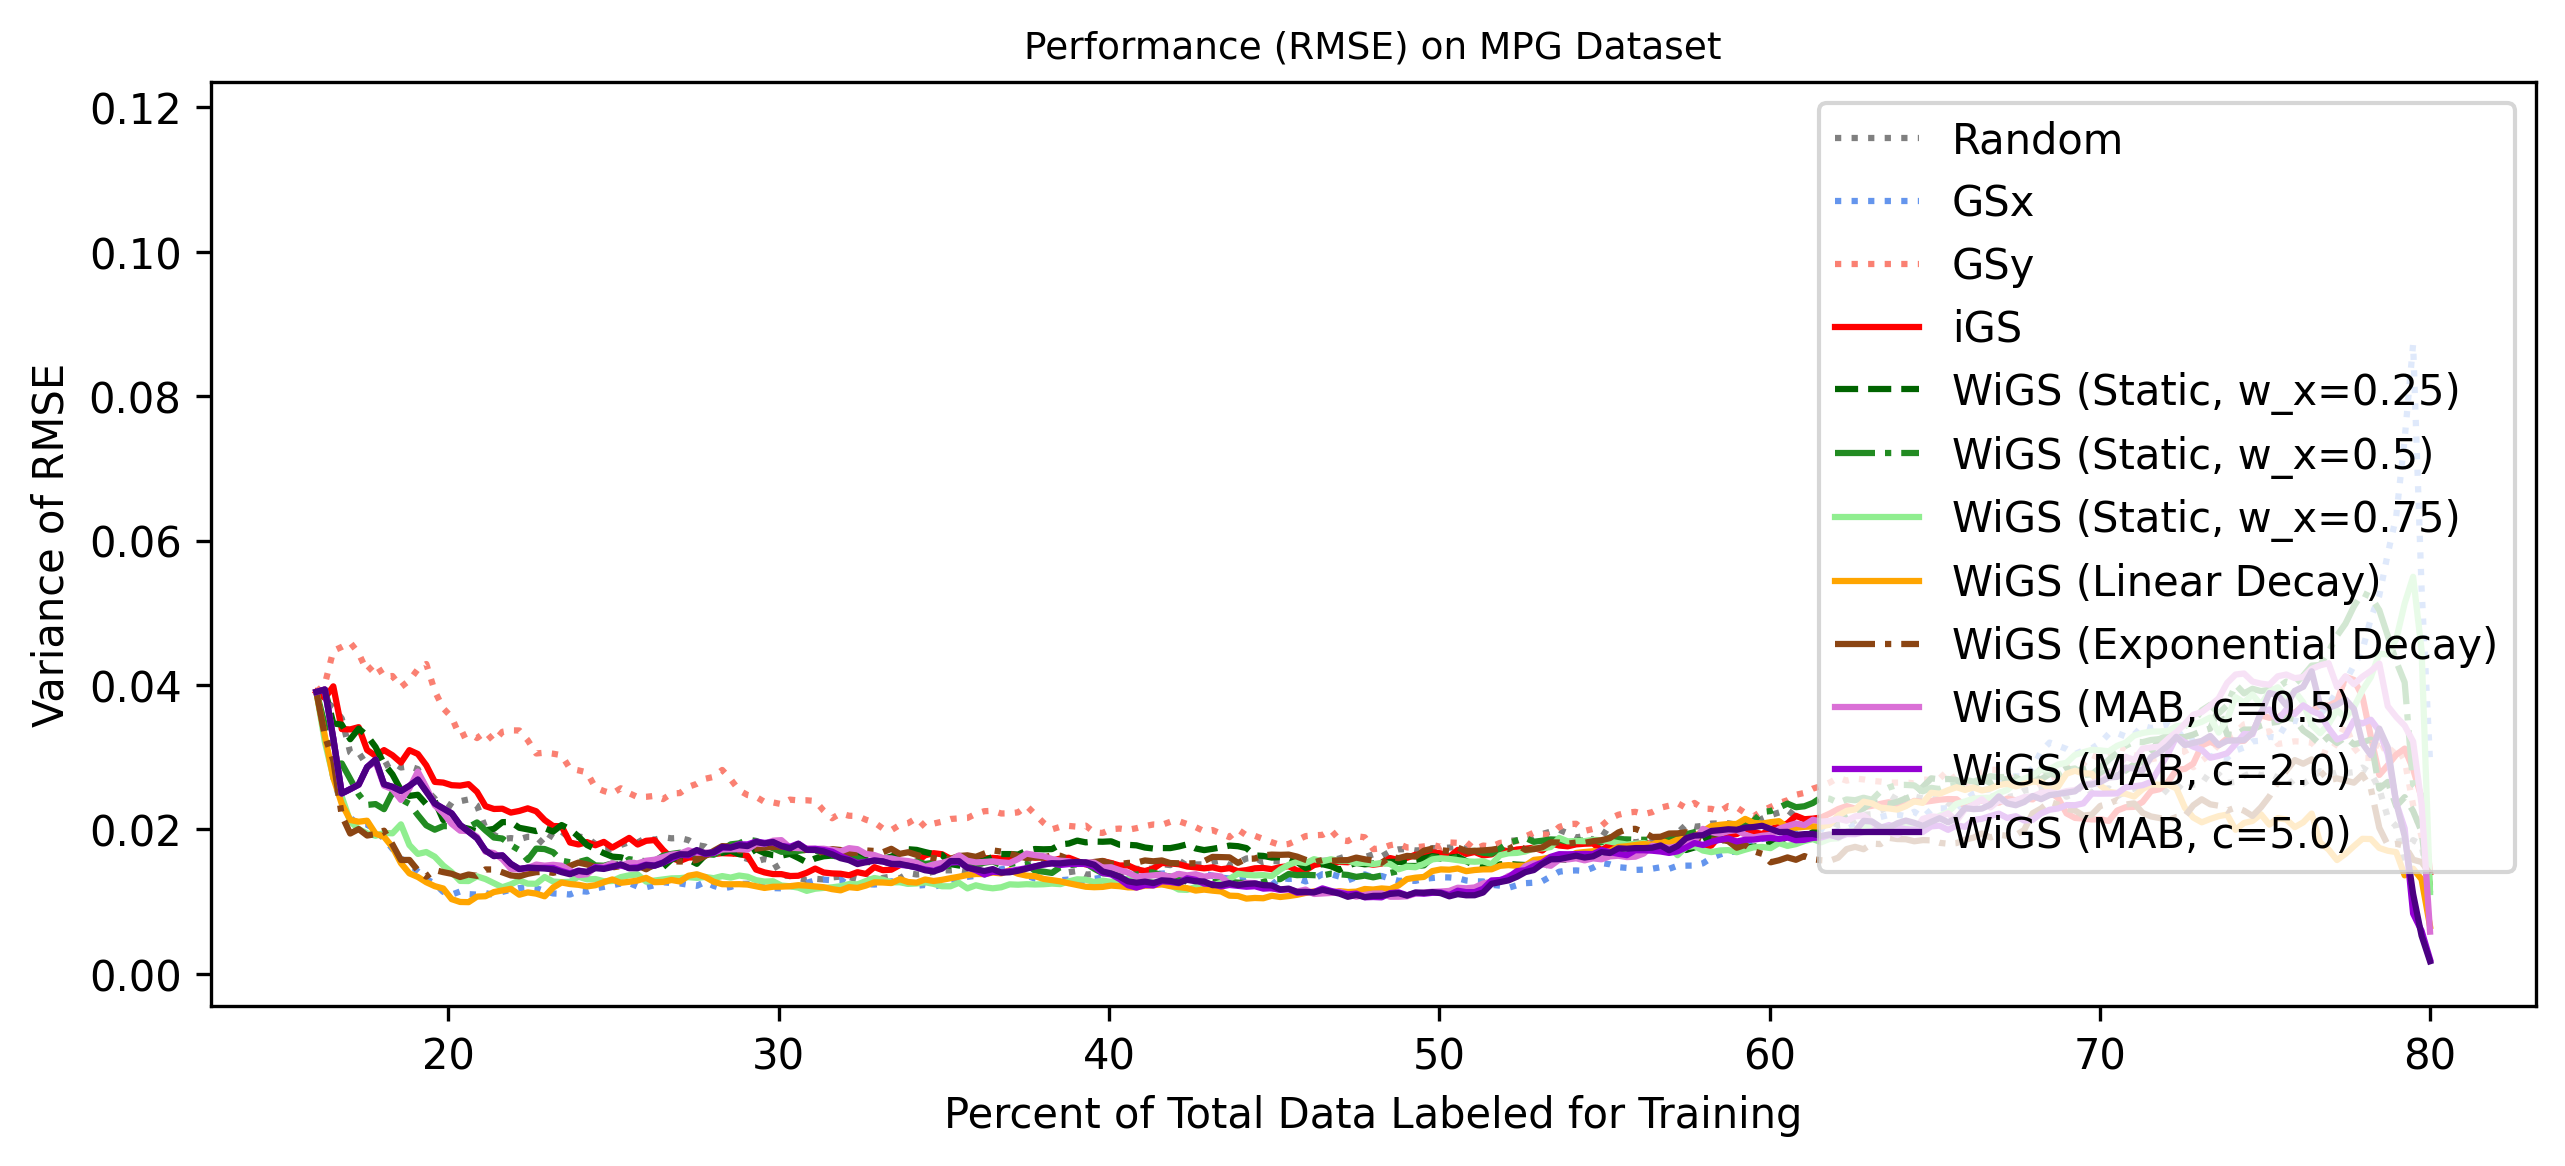 Performance (RMSE) on MPG Dataset
Variance of RMSE
0.12
0.10
0.08
0.06
0.04
0.02
0.00
Random
GSx
GSy
iGS
WiGS (Static, w_x=0.25)
WiGS (Static, w_x=0.5)
WiGS (Static, w_x=0.75)
WiGS (Linear Decay)
WiGS (Exponential Decay)
WiGS (MAB, c=0.5)
WiGS (MAB, c=2.0)
WiGS (MAB, c=5.0)
20 30 40 50 60 70 80
Percent of Total Data Labeled for Training